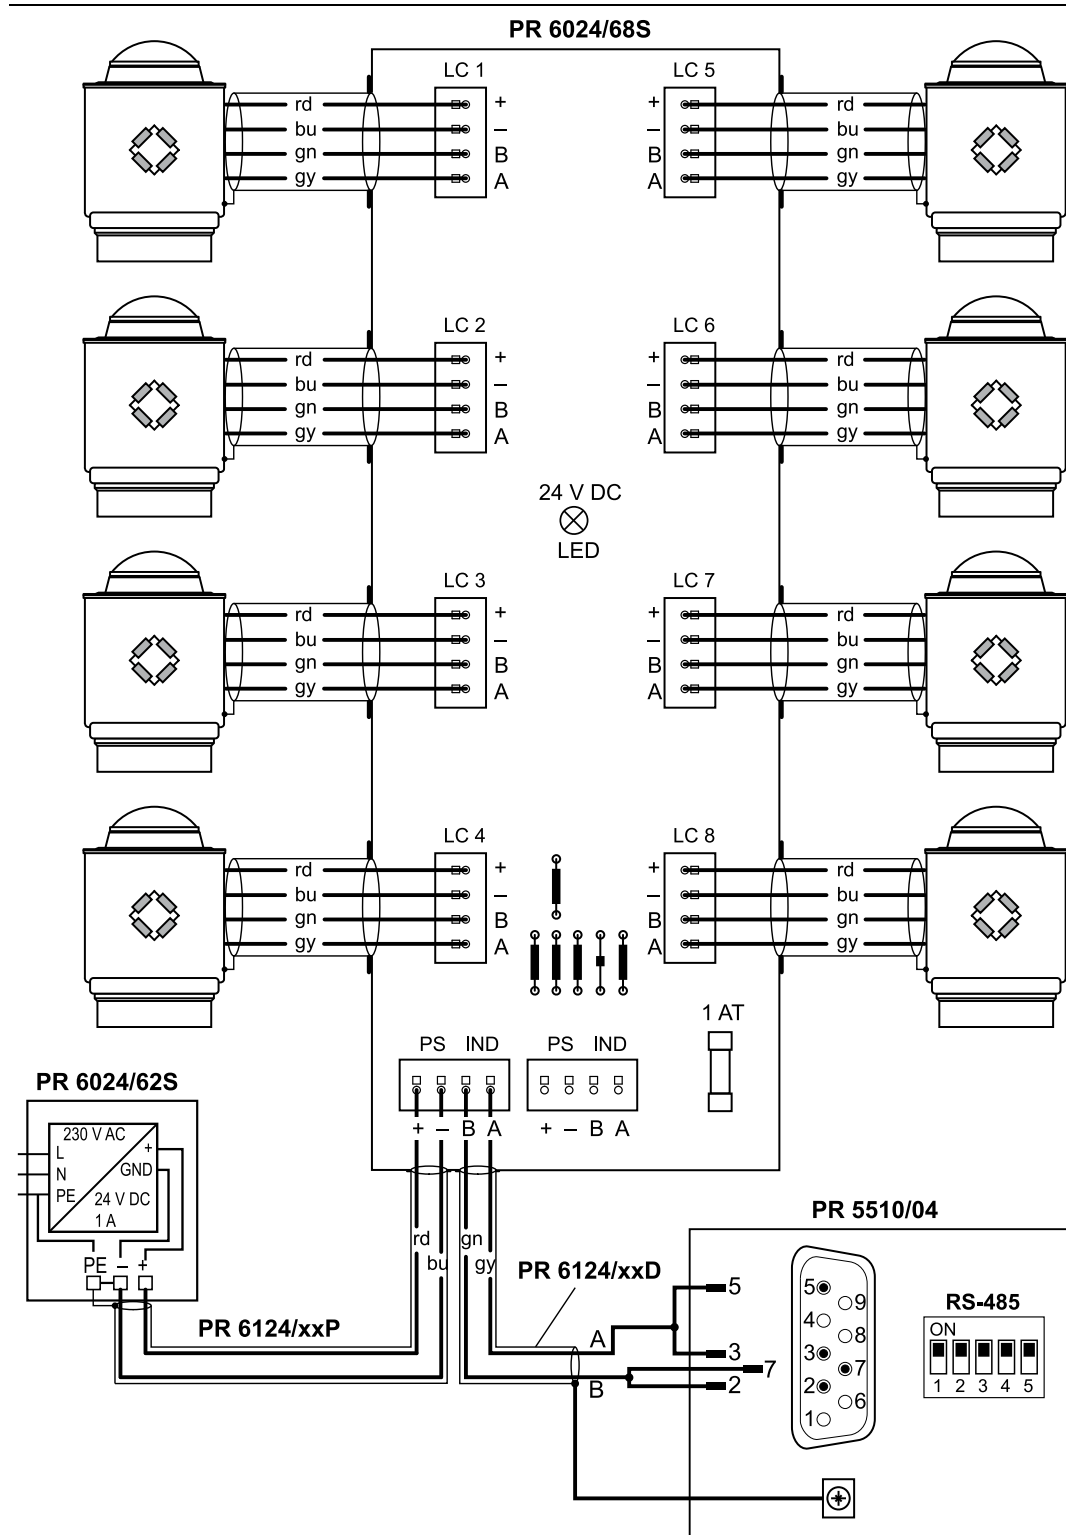 PR 6024/68S
LC 1
LC 5
rd + + rd
bu – – bu
gn B B gn
gy A A gy
LC 2
LC 6
rd + + rd
bu – – bu
gn B B gn
gy A A gy
24 V DC
LED
LC 3
LC 7
rd + + rd
bu – – bu
gn B B gn
gy A A gy
LC 4
LC 8
rd + + rd
bu – – bu
gn B B gn
gy A A gy
1 AT
PS IND
PS IND
+ – B A
+ – B A
PR 6024/62S
230 V AC
L +
N GND
PE 24 V DC
1 A
PE – +
rd gn
bu gy
PR 6124/xxP
PR 6124/xxD
A
B
PR 5510/04
5
3
7
2
5
9
4
8
3
7
2
6
1
RS-485
ON
1 2 3 4 5